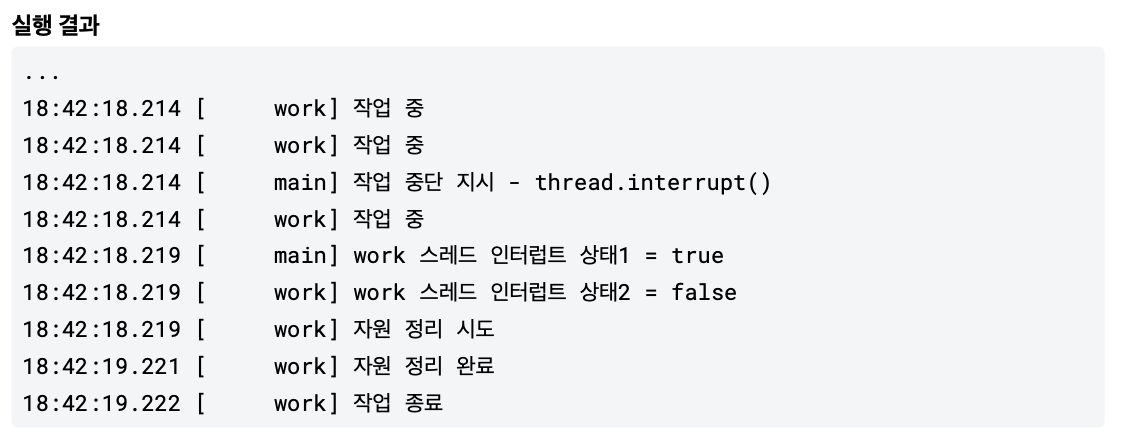 실행 결과
...
18:42:18.214 [     work] 작업 중
18:42:18.214 [     work] 작업 중
18:42:18.214 [     main] 작업 중단 지시 - thread.interrupt()
18:42:18.214 [     work] 작업 중
18:42:18.219 [     main] work 스레드 인터럽트 상태1 = true
18:42:18.219 [     work] work 스레드 인터럽트 상태2 = false
18:42:18.219 [     work] 자원 정리 시도
18:42:19.221 [     work] 자원 정리 완료
18:42:19.222 [     work] 작업 종료